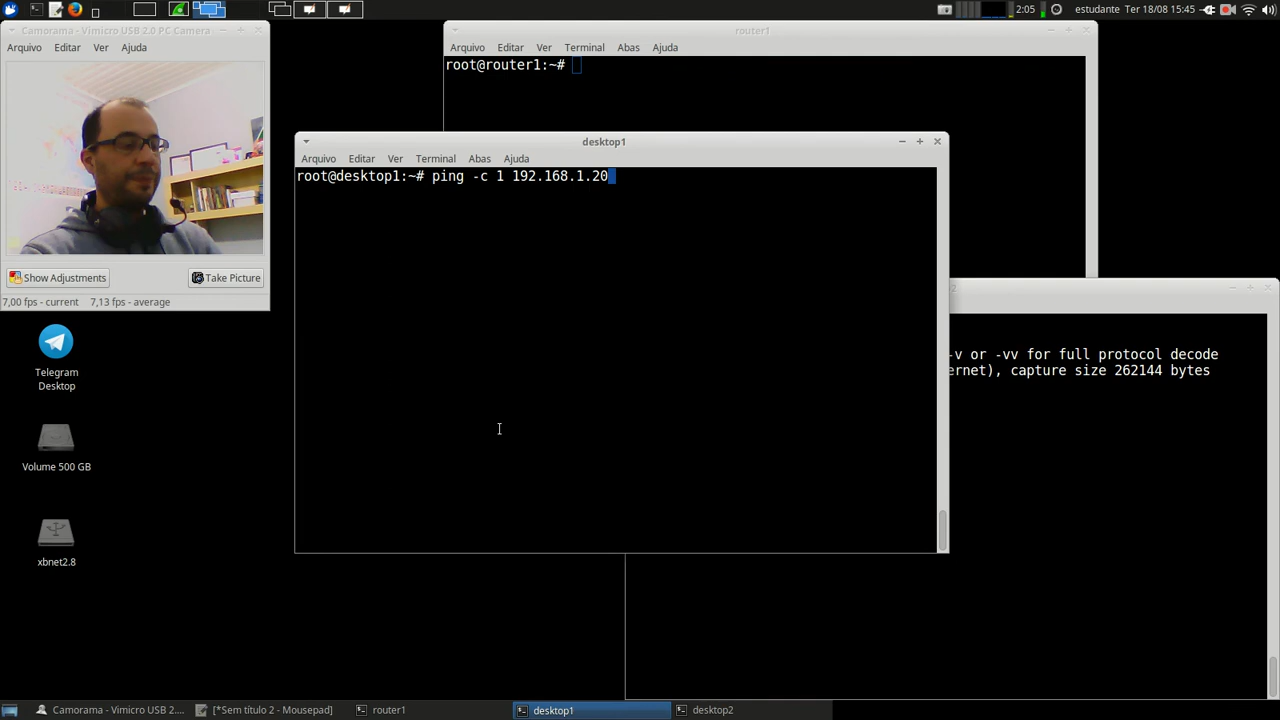 2:05
estudante
Ter 18/08 15:45
Camorama - Vimicro USB 2.0 PC Camera
Arquivo Editar Ver Ajuda
Show Adjustments
Take Picture
7,00 fps - current 7,13 fps - average
router1
Arquivo Editar Ver Terminal Abas Ajuda
root@router1:~#
desktop1
Arquivo Editar Ver Terminal Abas Ajuda
root@desktop1:~# ping -c 1 192.168.1.20
2
-v or -vv for full protocol decode
ernet), capture size 262144 bytes
Telegram
Desktop
Volume 500 GB
xbnet2.8
Camorama - Vimicro USB 2....
[*Sem título 2 - Mousepad]
router1
desktop1
desktop2